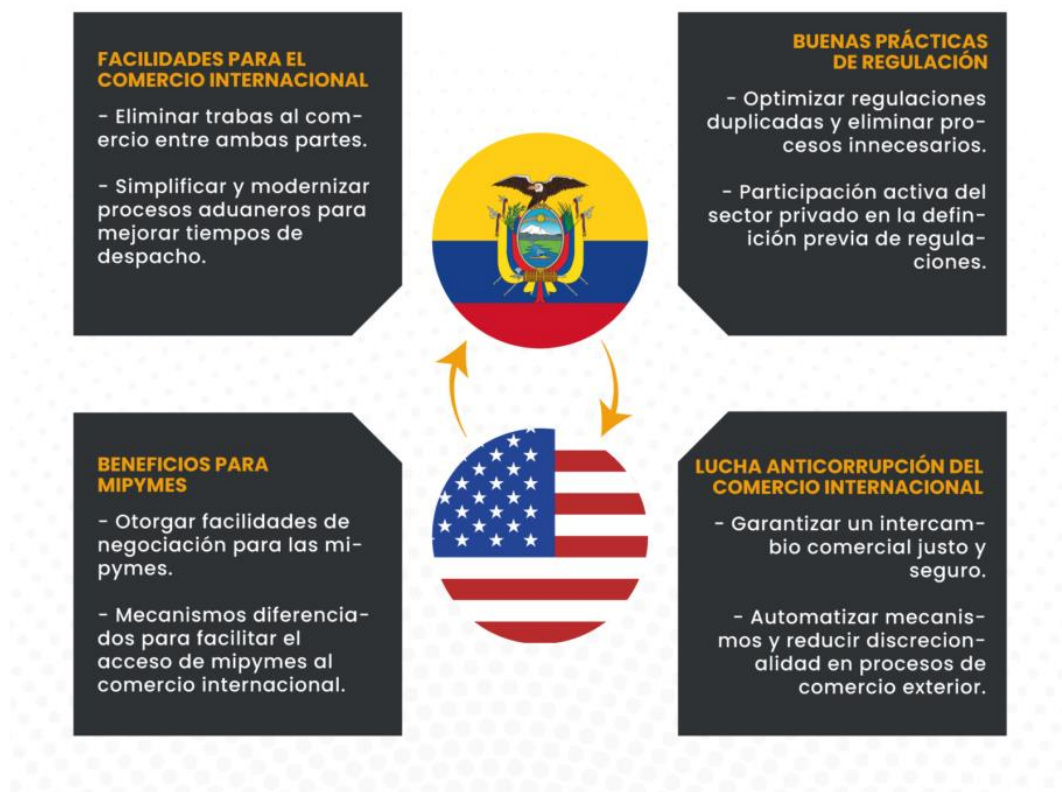 FACILIDADES PARA EL
COMERCIO INTERNACIONAL
- Eliminar trabas al com-
ercio entre ambas partes.
- Simplificar y modernizar
procesos aduaneros para
mejorar tiempos de
despacho.
BUENAS PRÁCTICAS
DE REGULACIÓN
- Optimizar regulaciones
duplicadas y eliminar pro-
cesos innecesarios.
- Participación activa del
sector privado en la defin-
ición previa de regula-
ciones.
BENEFICIOS PARA
MIPYMES
- Otorgar facilidades de
negociación para las mi-
pymes.
- Mecanismos diferencia-
dos para facilitar el
acceso de mipymes al
comercio internacional.
LUCHA ANTICORRUPCIÓN DEL
COMERCIO INTERNACIONAL
- Garantizar un intercam-
bio comercial justo y
seguro.
- Automatizar mecanis-
mos y reducir discrecion-
alidad en procesos de
comercio exterior.